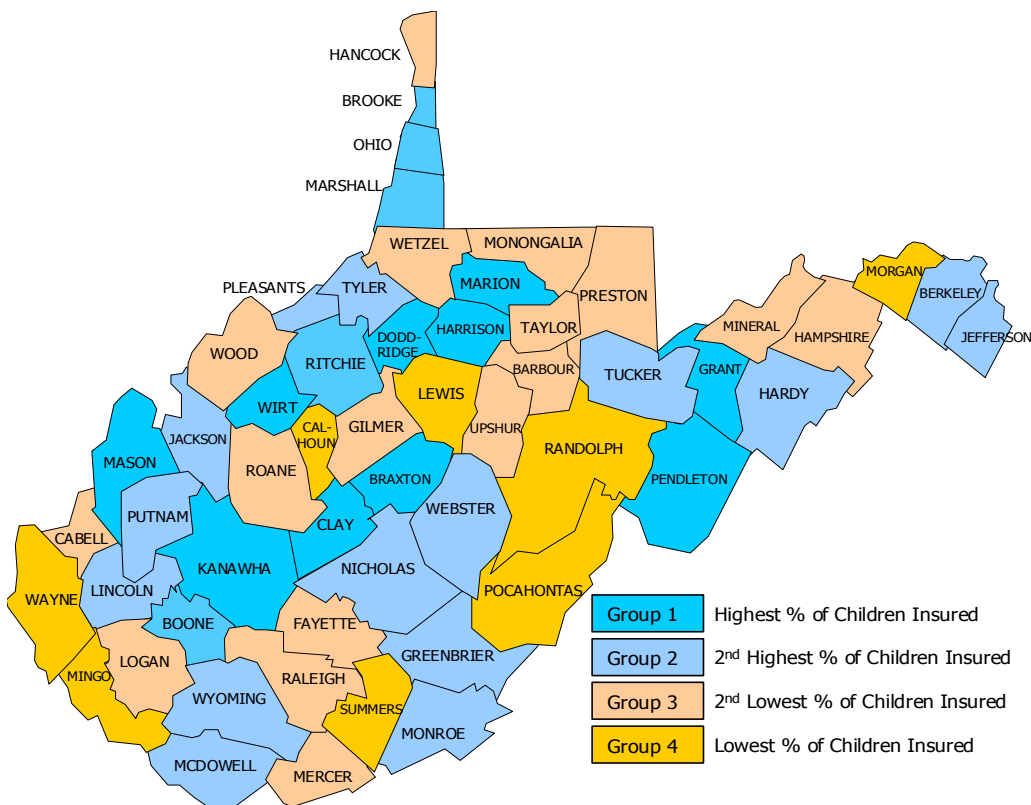 HANCOCK
BROOKE
OHIO
MARSHALL
WETZEL
MONONGALIA
MORGAN
MARION
PLEASANTS
TYLER
BERKELEY
PRESTON
MINERAL
HAMPSHIRE
JEFFERSON
DODD-
RIDGE
HARRISON
TAYLOR
WOOD
RITCHIE
BARBOUR
TUCKER
GRANT
HARDY
WIRT
LEWIS
CAL-
HOUN
GILMER
UPSHUR
JACKSON
RANDOLPH
MASON
ROANE
BRAXTON
PENDLETON
PUTNAM
CLAY
WEBSTER
CABELL
KANAWHA
NICHOLAS
WAYNE
LINCOLN
POCAHONTAS
BOONE
FAYETTE
Group 1 Highest % of Children Insured
LOGAN
GREENBRIER
Group 2 2nd Highest % of Children Insured
MINGO
RALEIGH
WYOMING
SUMMERS
Group 3 2nd Lowest % of Children Insured
MONROE
Group 4 Lowest % of Children Insured
MCDOWELL
MERCER